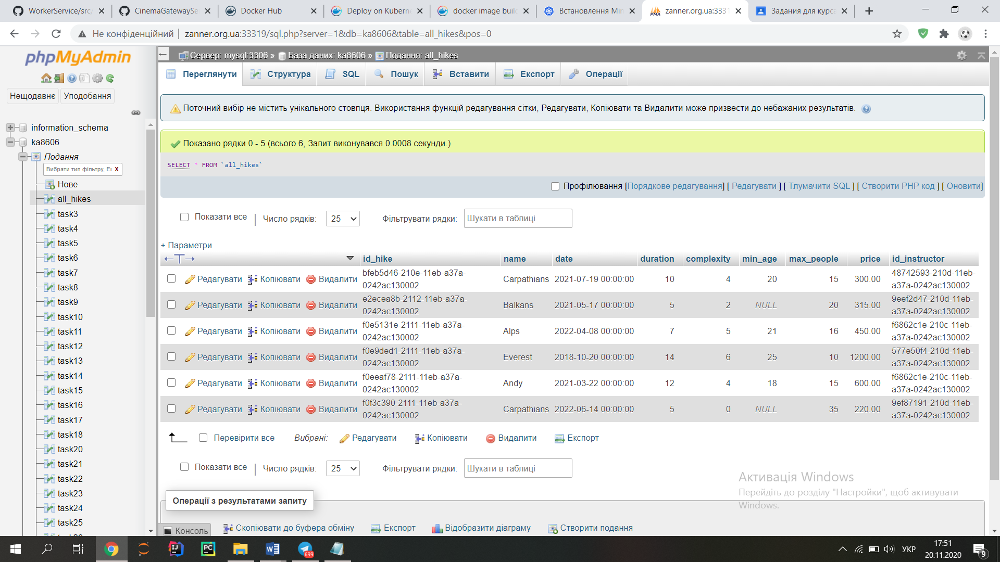 WorkerService/src/
CinemaGatewaySe
Docker Hub
Deploy on Kuberne
docker image build
Встановлення Min
zanner.org.ua:3331
Задания для курса
Не конфіденційний
zanner.org.ua:33319/sql.php?server=1&db=ka8606&table=all_hikes&pos=0
phpMyAdmin
Нещодавнє
Уподобання
information_schema
ka8606
Подання
Вибрати тип фільтру, Ei X
Нове
all_hikes
task3
task4
task5
task6
task7
task8
task9
task10
task11
task12
task13
task14
task15
task16
task17
task18
task20
task21
task22
task23
task24
task25
Сервер: mysql:3306 » База даних: ka8606 » Подання: all_hikes
Переглянути Структура SQL Пошук Вставити Експорт Операції
Поточний вибір не містить унікального стовпця. Використання функцій редагування сітки, Редагувати, Копіювати та Видалити може призвести до небажаних результатів.
Показано рядки 0 - 5 (всього 6, Запит виконувався 0.0008 секунди.)
SELECT * FROM `all_hikes`
Профілювання [Порядкове редагування] [ Редагувати ] [ Тлумачити SQL ] [ Створити PHP код ] [ Оновити]
Показати все | Число рядків: 25 Фільтрувати рядки: Шукати в таблиці
+ Параметри
←T→ id_hike name date duration complexity min_age max_people price id_instructor
Редагувати Копіювати Видалити bfeb5d46-210e-11eb-a37a-0242ac130002 Carpathians 2021-07-19 00:00:00 10 4 20 15 300.00 48742593-210d-11eb-a37a-0242ac130002
Редагувати Копіювати Видалити e2ecea8b-2112-11eb-a37a-0242ac130002 Balkans 2021-05-17 00:00:00 5 2 NULL 20 315.00 9eef2d47-210d-11eb-a37a-0242ac130002
Редагувати Копіювати Видалити f0e5131e-2111-11eb-a37a-0242ac130002 Alps 2022-04-08 00:00:00 7 5 21 16 450.00 f6862c1e-210c-11eb-a37a-0242ac130002
Редагувати Копіювати Видалити f0e9ded1-2111-11eb-a37a-0242ac130002 Everest 2018-10-20 00:00:00 14 6 25 10 1200.00 577e50f4-210d-11eb-a37a-0242ac130002
Редагувати Копіювати Видалити f0eeaf78-2111-11eb-a37a-0242ac130002 Andy 2021-03-22 00:00:00 12 4 18 15 600.00 f6862c1e-210c-11eb-a37a-0242ac130002
Редагувати Копіювати Видалити f0f3c390-2111-11eb-a37a-0242ac130002 Carpathians 2022-06-14 00:00:00 5 0 NULL 35 220.00 9ef87191-210d-11eb-a37a-0242ac130002
Перевірити все Вибрані: Редагувати Копіювати Видалити Експорт
Показати все | Число рядків: 25 Фільтрувати рядки: Шукати в таблиці
Операції з результатами запиту
Консоль
Скопіювати до буфера обміну Експорт Відобразити діаграму Створити подання
Активація Windows
Перейдіть до розділу "Настройки", щоб активувати
Windows.
699
УКР
17:51
20.11.2020
9